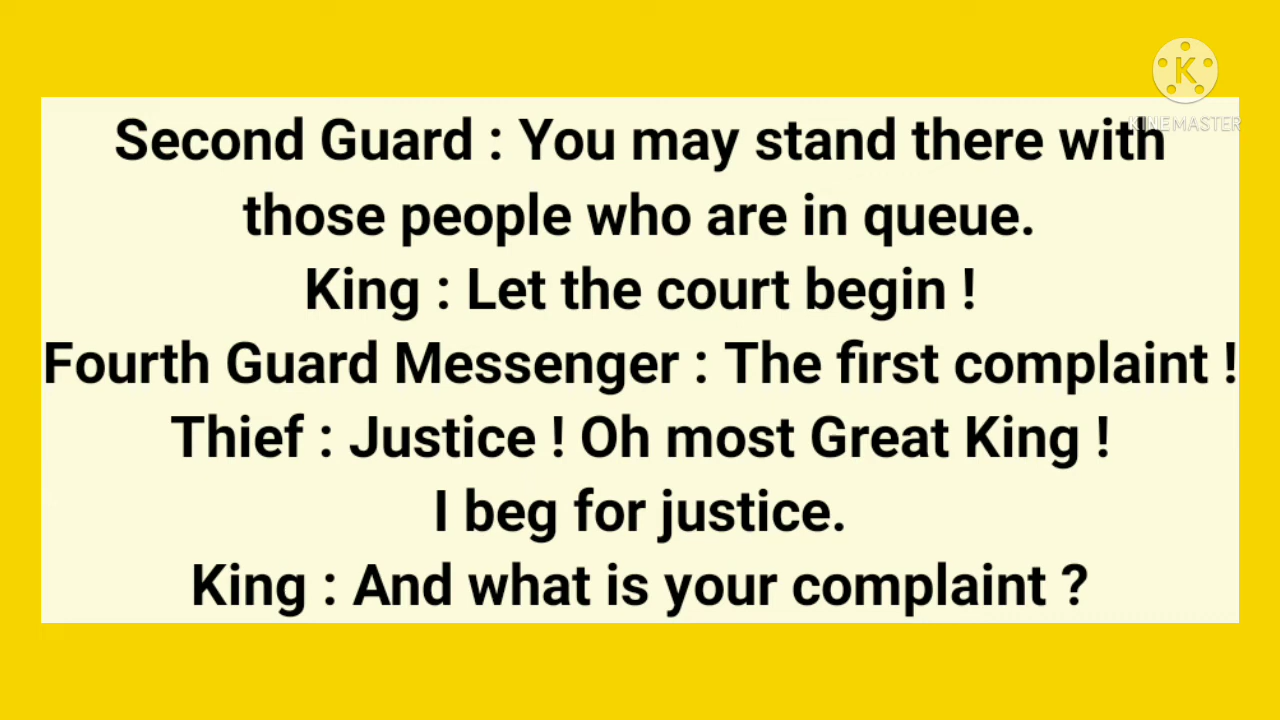 K
KINEMASTER
Second Guard : You may stand there with
those people who are in queue.
King : Let the court begin !
Fourth Guard Messenger : The first complaint !
Thief : Justice ! Oh most Great King !
I beg for justice.
King : And what is your complaint ?